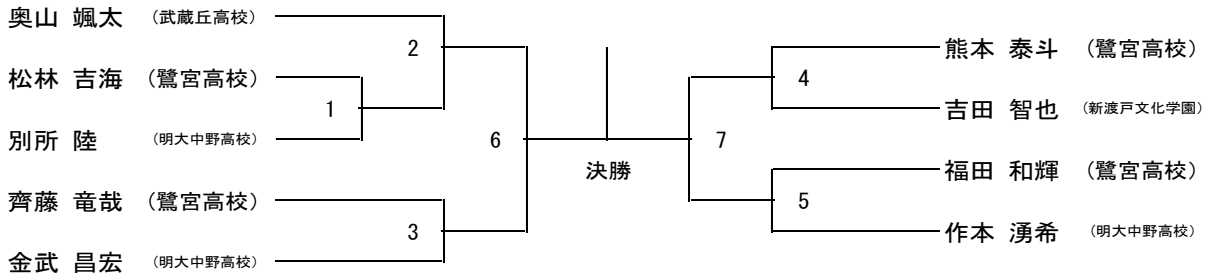 奥山 颯太 (武蔵丘高校)
松林 吉海 (鷺宮高校)
別所 陸 (明大中野高校)
齊藤 竜哉 (鷺宮高校)
金武 昌宏 (明大中野高校)
2
1
3
6
決勝
7
4
5
熊本 泰斗 (鷺宮高校)
吉田 智也 (新渡戸文化学園)
福田 和輝 (鷺宮高校)
作本 湧希 (明大中野高校)